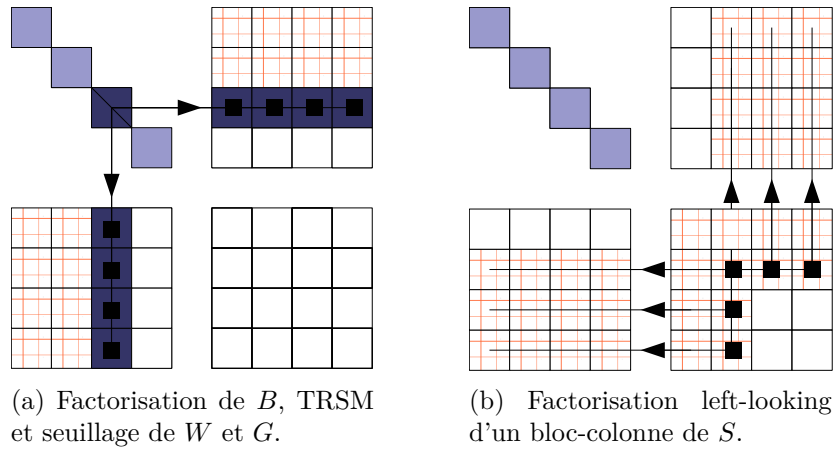 (a) Factorisation de B, TRSM
et seuillage de W et G.
(b) Factorisation left-looking
d'un bloc-colonne de S.